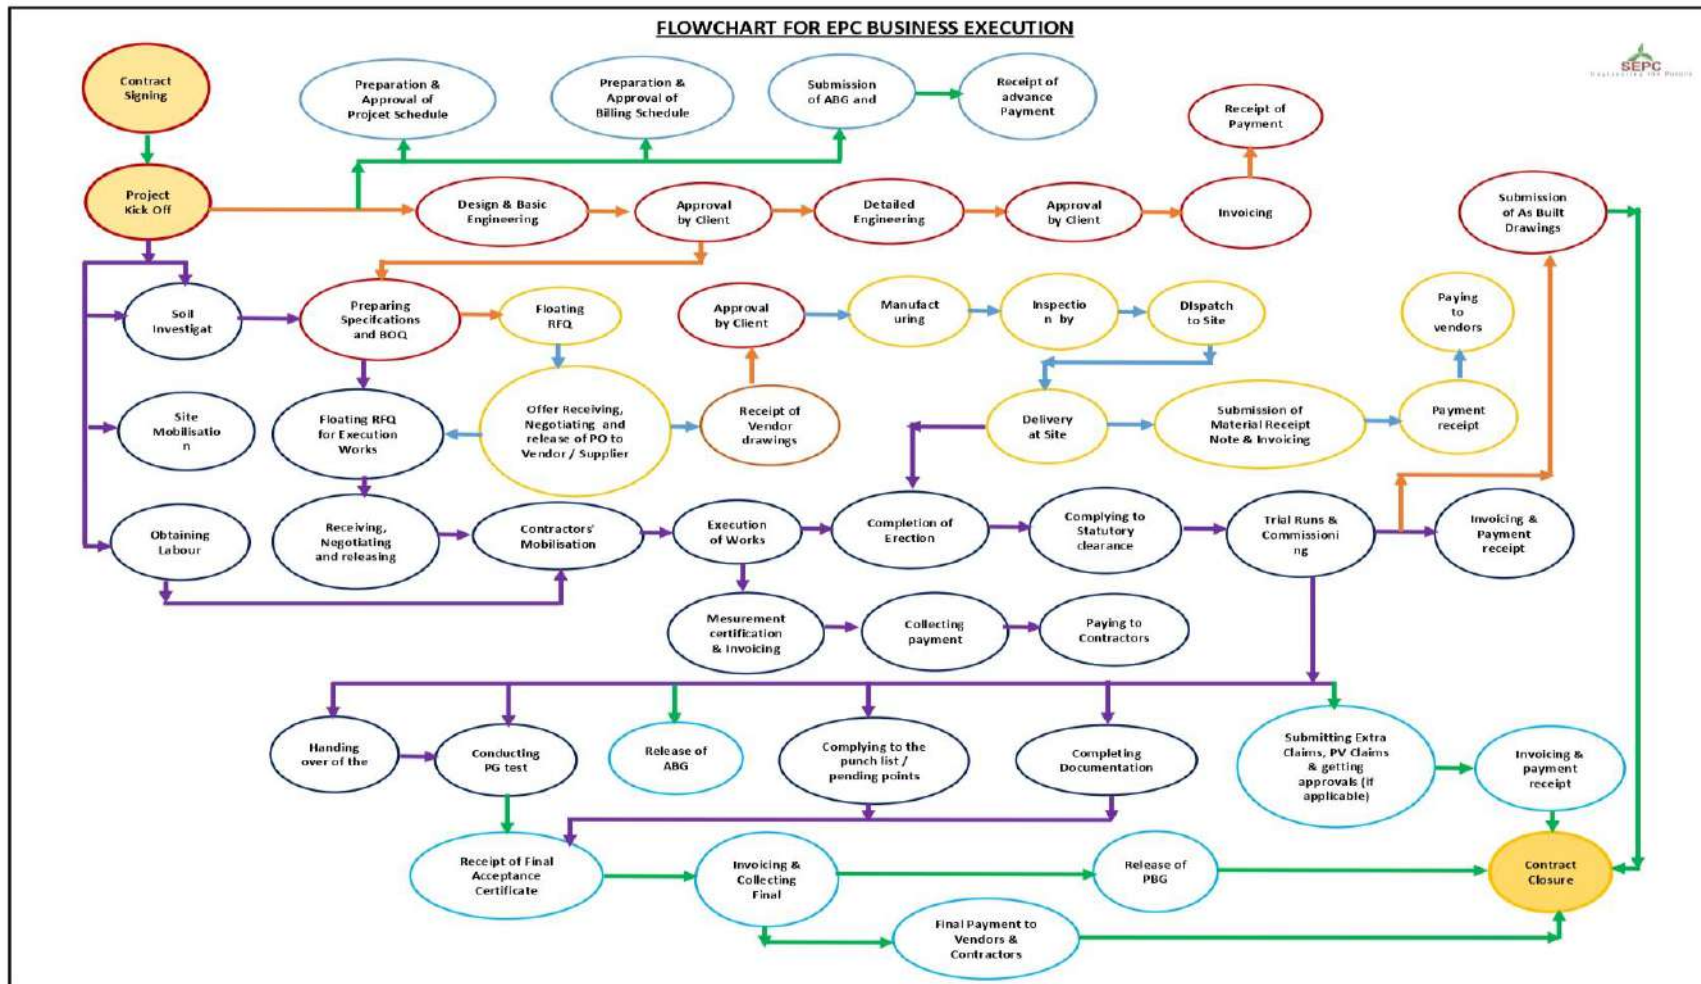 FLOWCHART FOR EPC BUSINESS EXECUTION
SEPC
Contract
Signing
Preparation &
Approval of
Projcet Schedule
Preparation &
Approval of
Billing Schedule
Submission
of ABG and
Receipt of
advance
Payment
Receipt of
Payment
Project
Kick Off
Design & Basic
Engineering
Approval
by Client
Detailed
Engineering
Approval
by Client
Invoicing
Submission
of As Built
Drawings
Soil
Investigat
Preparing
Specifcations
and BOQ
Floating
RFQ
Approval
by Client
Manufact
uring
Inspectio
n by
Dispatch
to Site
Paying
to
vendors
Site
Mobilisatio
n
Floating RFQ
for Execution
Works
Offer Receiving,
Negotiating and
release of PO to
Vendor / Supplier
Receipt of
Vendor
drawings
Delivery
at Site
Submission of
Material Receipt
Note & Invoicing
Payment
receipt
Obtaining
Labour
Receiving,
Negotiating
and releasing
Contractors'
Mobilisation
Execution
of Works
Completion of
Erection
Complying to
Statutory
clearance
Trial Runs &
Commissioni
ng
Invoicing &
Payment
receipt
Mesurement
certification
& Invoicing
Collecting
payment
Paying to
Contractors
Handing
over of the
Conducting
PG test
Release of
ABG
Complying to the
punch list /
pending points
Completing
Documentation
Submitting Extra
Claims, PV Claims
& getting
approvals (if
applicable)
Invoicing &
payment
receipt
Receipt of Final
Acceptance
Certificate
Invoicing &
Collecting
Final
Release of
PBG
Contract
Closure
Final Payment to
Vendors &
Contractors